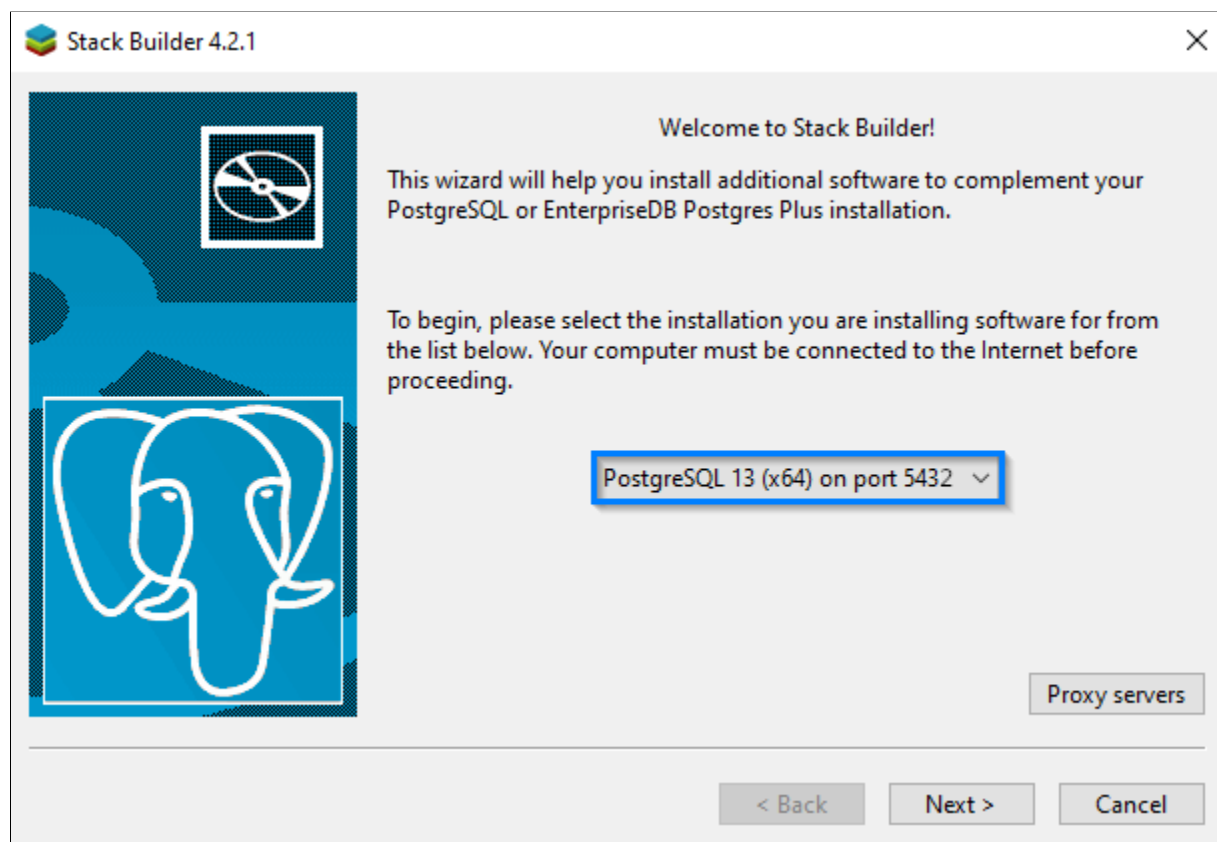 Stack Builder 4.2.1
Welcome to Stack Builder!
This wizard will help you install additional software to complement your
PostgreSQL or EnterpriseDB Postgres Plus installation.
To begin, please select the installation you are installing software for from
the list below. Your computer must be connected to the Internet before
proceeding.
PostgreSQL 13 (x64) on port 5432
Proxy servers
< Back Next > Cancel